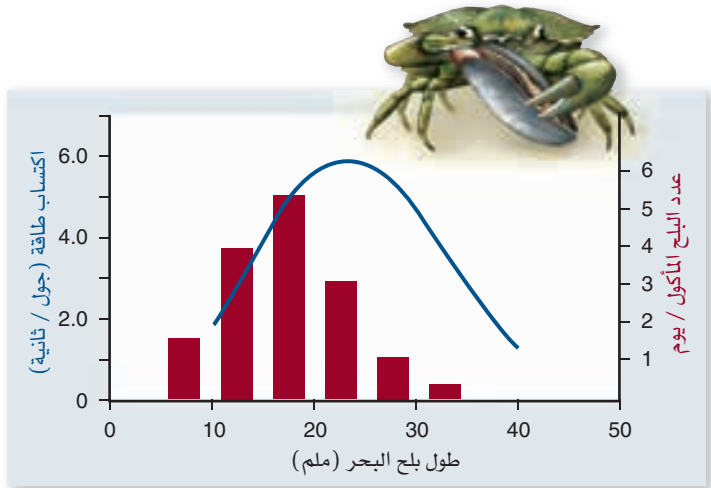 اكتساب طاقة (جول / ثانية)
6.0
4.0
2.0
0
عدد البلح المأكول / يوم
6
5
4
3
2
1
0 10 20 30 40 50
طول بلح البحر (ملم)